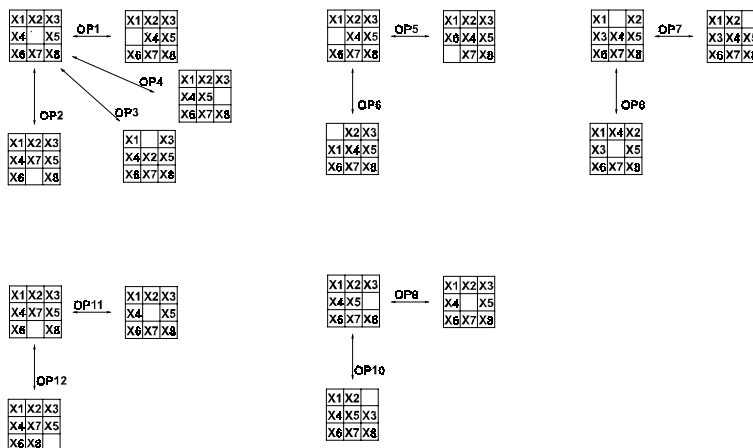 X1 X2 X3
X4 X5
X6 X7 X8
OP1
X1 X2 X3
X4 X5
X6 X7 X8
OP4
X1 X2 X3
X4 X5
X6 X7 X8
OP3
X1 X3
X4 X2 X5
X6 X7 X8
OP2
X1 X2 X3
X4 X7 X5
X6 X8
X1 X2 X3
X4 X5
X6 X7 X8
OP5
X1 X2 X3
X6 X4 X5
X7 X8
OP6
X2 X3
X1 X4 X5
X6 X7 X8
X1 X2
X3 X4 X5
X6 X7 X8
OP7
X1 X2
X3 X4
X6 X7
OP8
X1 X4 X2
X3 X5
X6 X7 X8
X1 X2 X3
X4 X7 X5
X6 X8
OP11
X1 X2 X3
X4 X5
X6 X7 X8
OP12
X1 X2 X3
X4 X7 X5
X6 X8
X1 X2 X3
X4 X5
X6 X7 X8
OP9
X1 X2 X3
X4 X5
X6 X7 X8
OP10
X1 X2
X4 X5 X3
X6 X7 X8